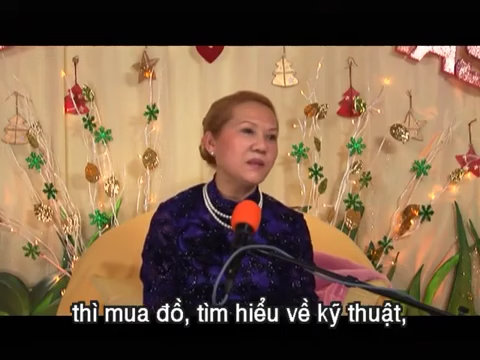 thì mua đồ, tìm hiểu về kỹ thuật,